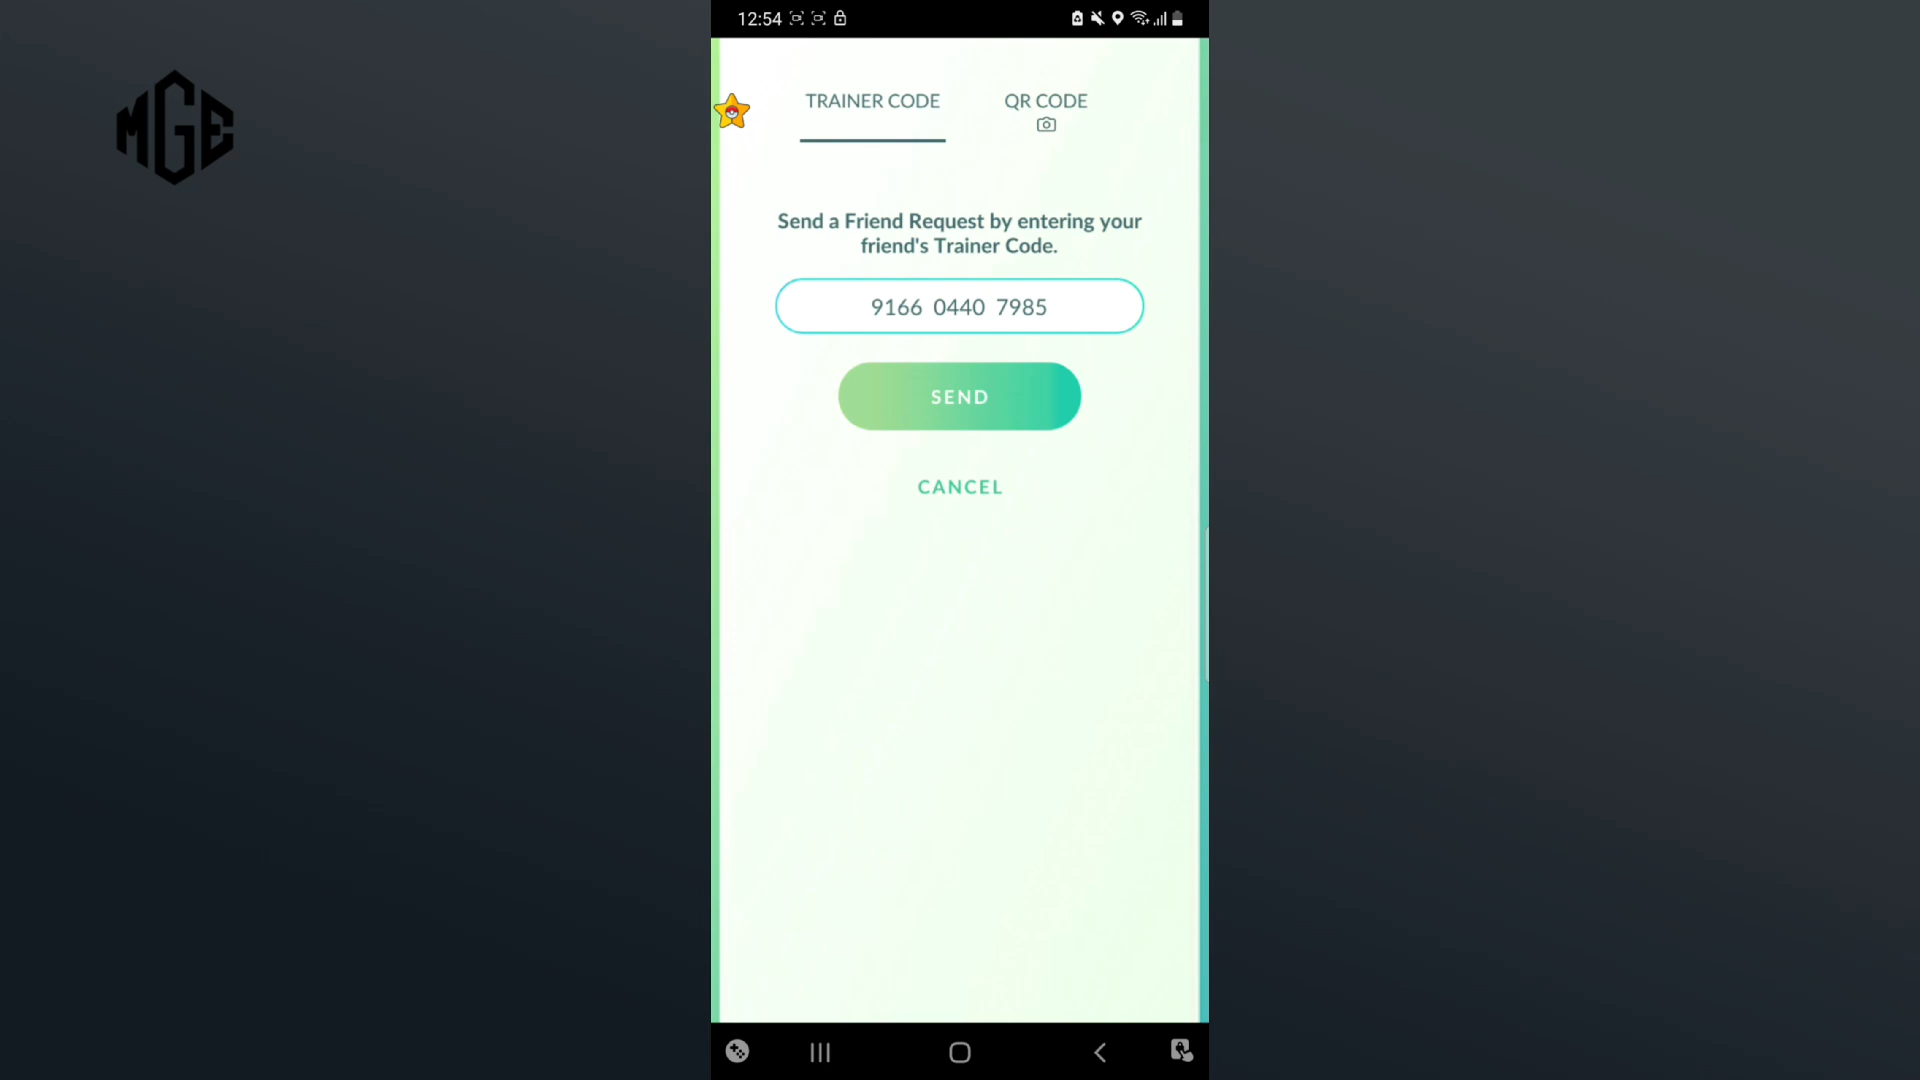 12:54
MGE
TRAINER CODE
QR CODE
Send a Friend Request by entering your
friend's Trainer Code.
9166 0440 7985
SEND
CANCEL